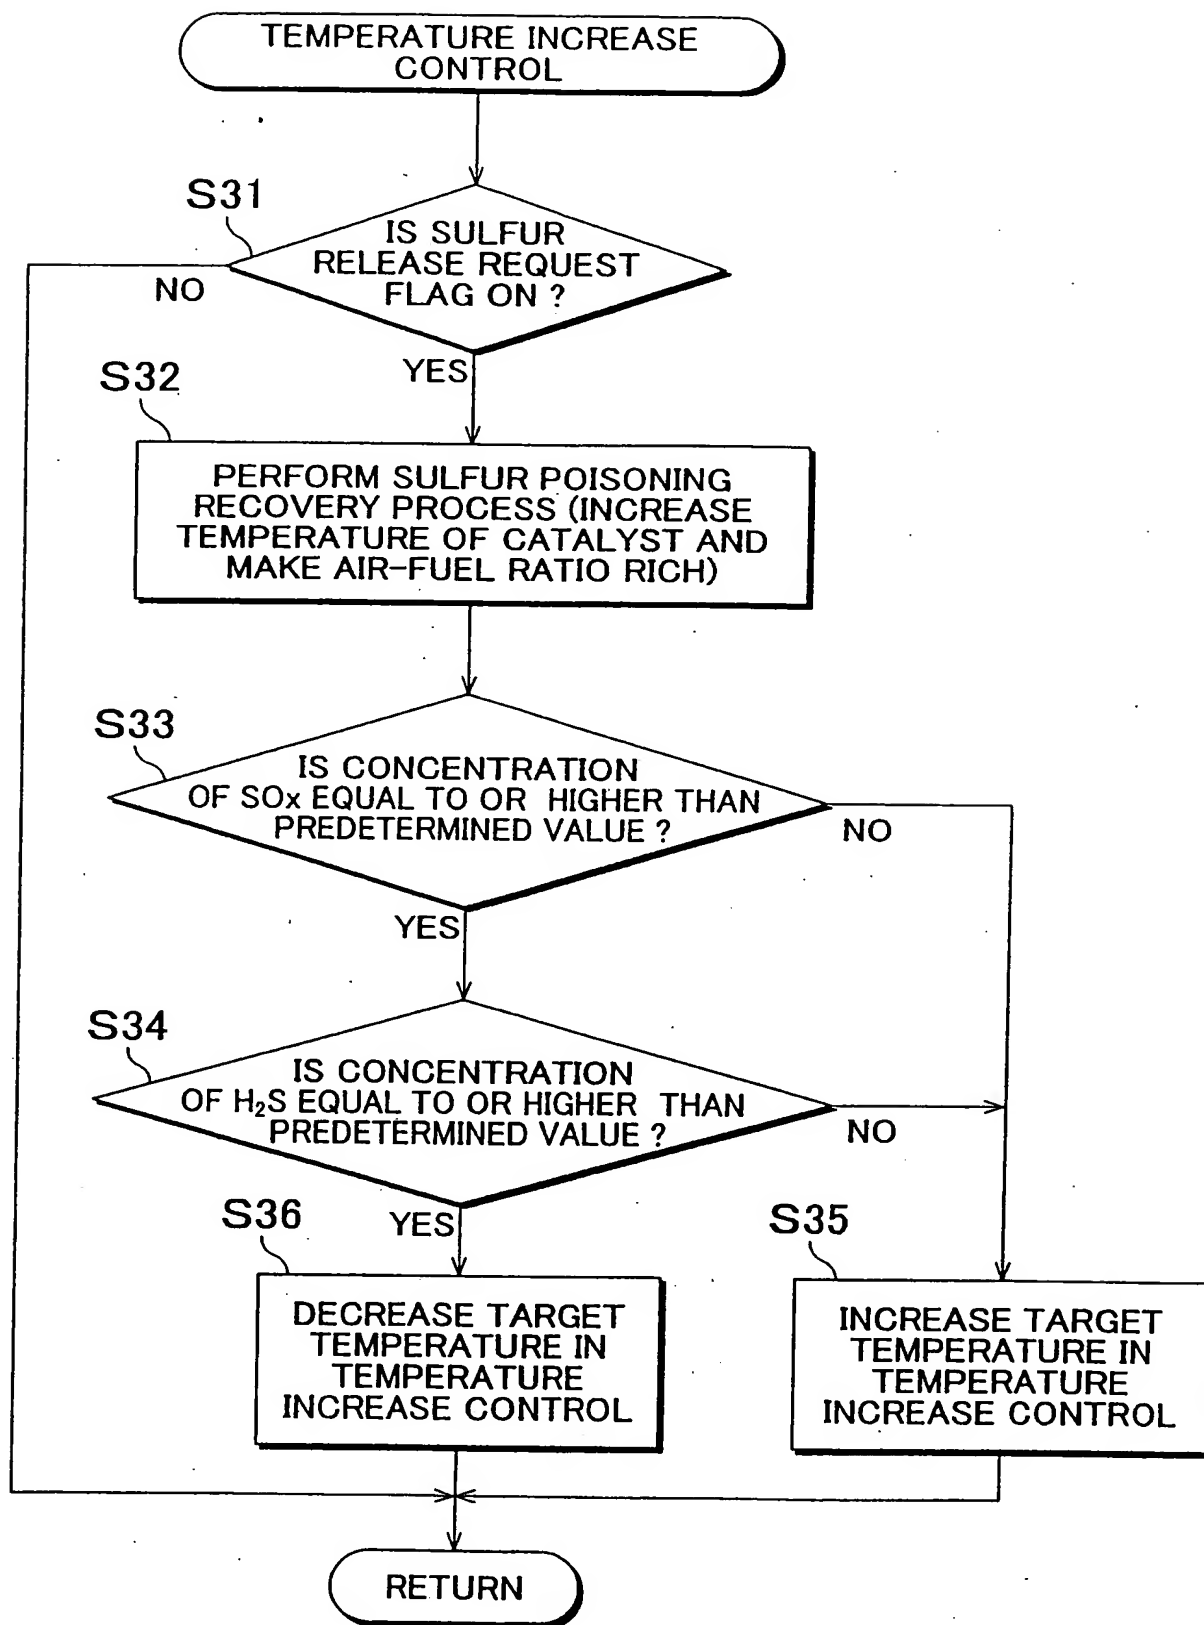 TEMPERATURE INCREASE
CONTROL
S31
IS SULFUR
RELEASE REQUEST
FLAG ON ?
NO
YES
S32
PERFORM SULFUR POISONING
RECOVERY PROCESS (INCREASE
TEMPERATURE OF CATALYST AND
MAKE AIR-FUEL RATIO RICH)
S33
IS CONCENTRATION
OF SOx EQUAL TO OR HIGHER THAN
PREDETERMINED VALUE ?
NO
YES
S34
IS CONCENTRATION
OF H₂S EQUAL TO OR HIGHER THAN
PREDETERMINED VALUE ?
NO
YES
S36
DECREASE TARGET
TEMPERATURE IN
TEMPERATURE
INCREASE CONTROL
S35
INCREASE TARGET
TEMPERATURE IN
TEMPERATURE
INCREASE CONTROL
RETURN